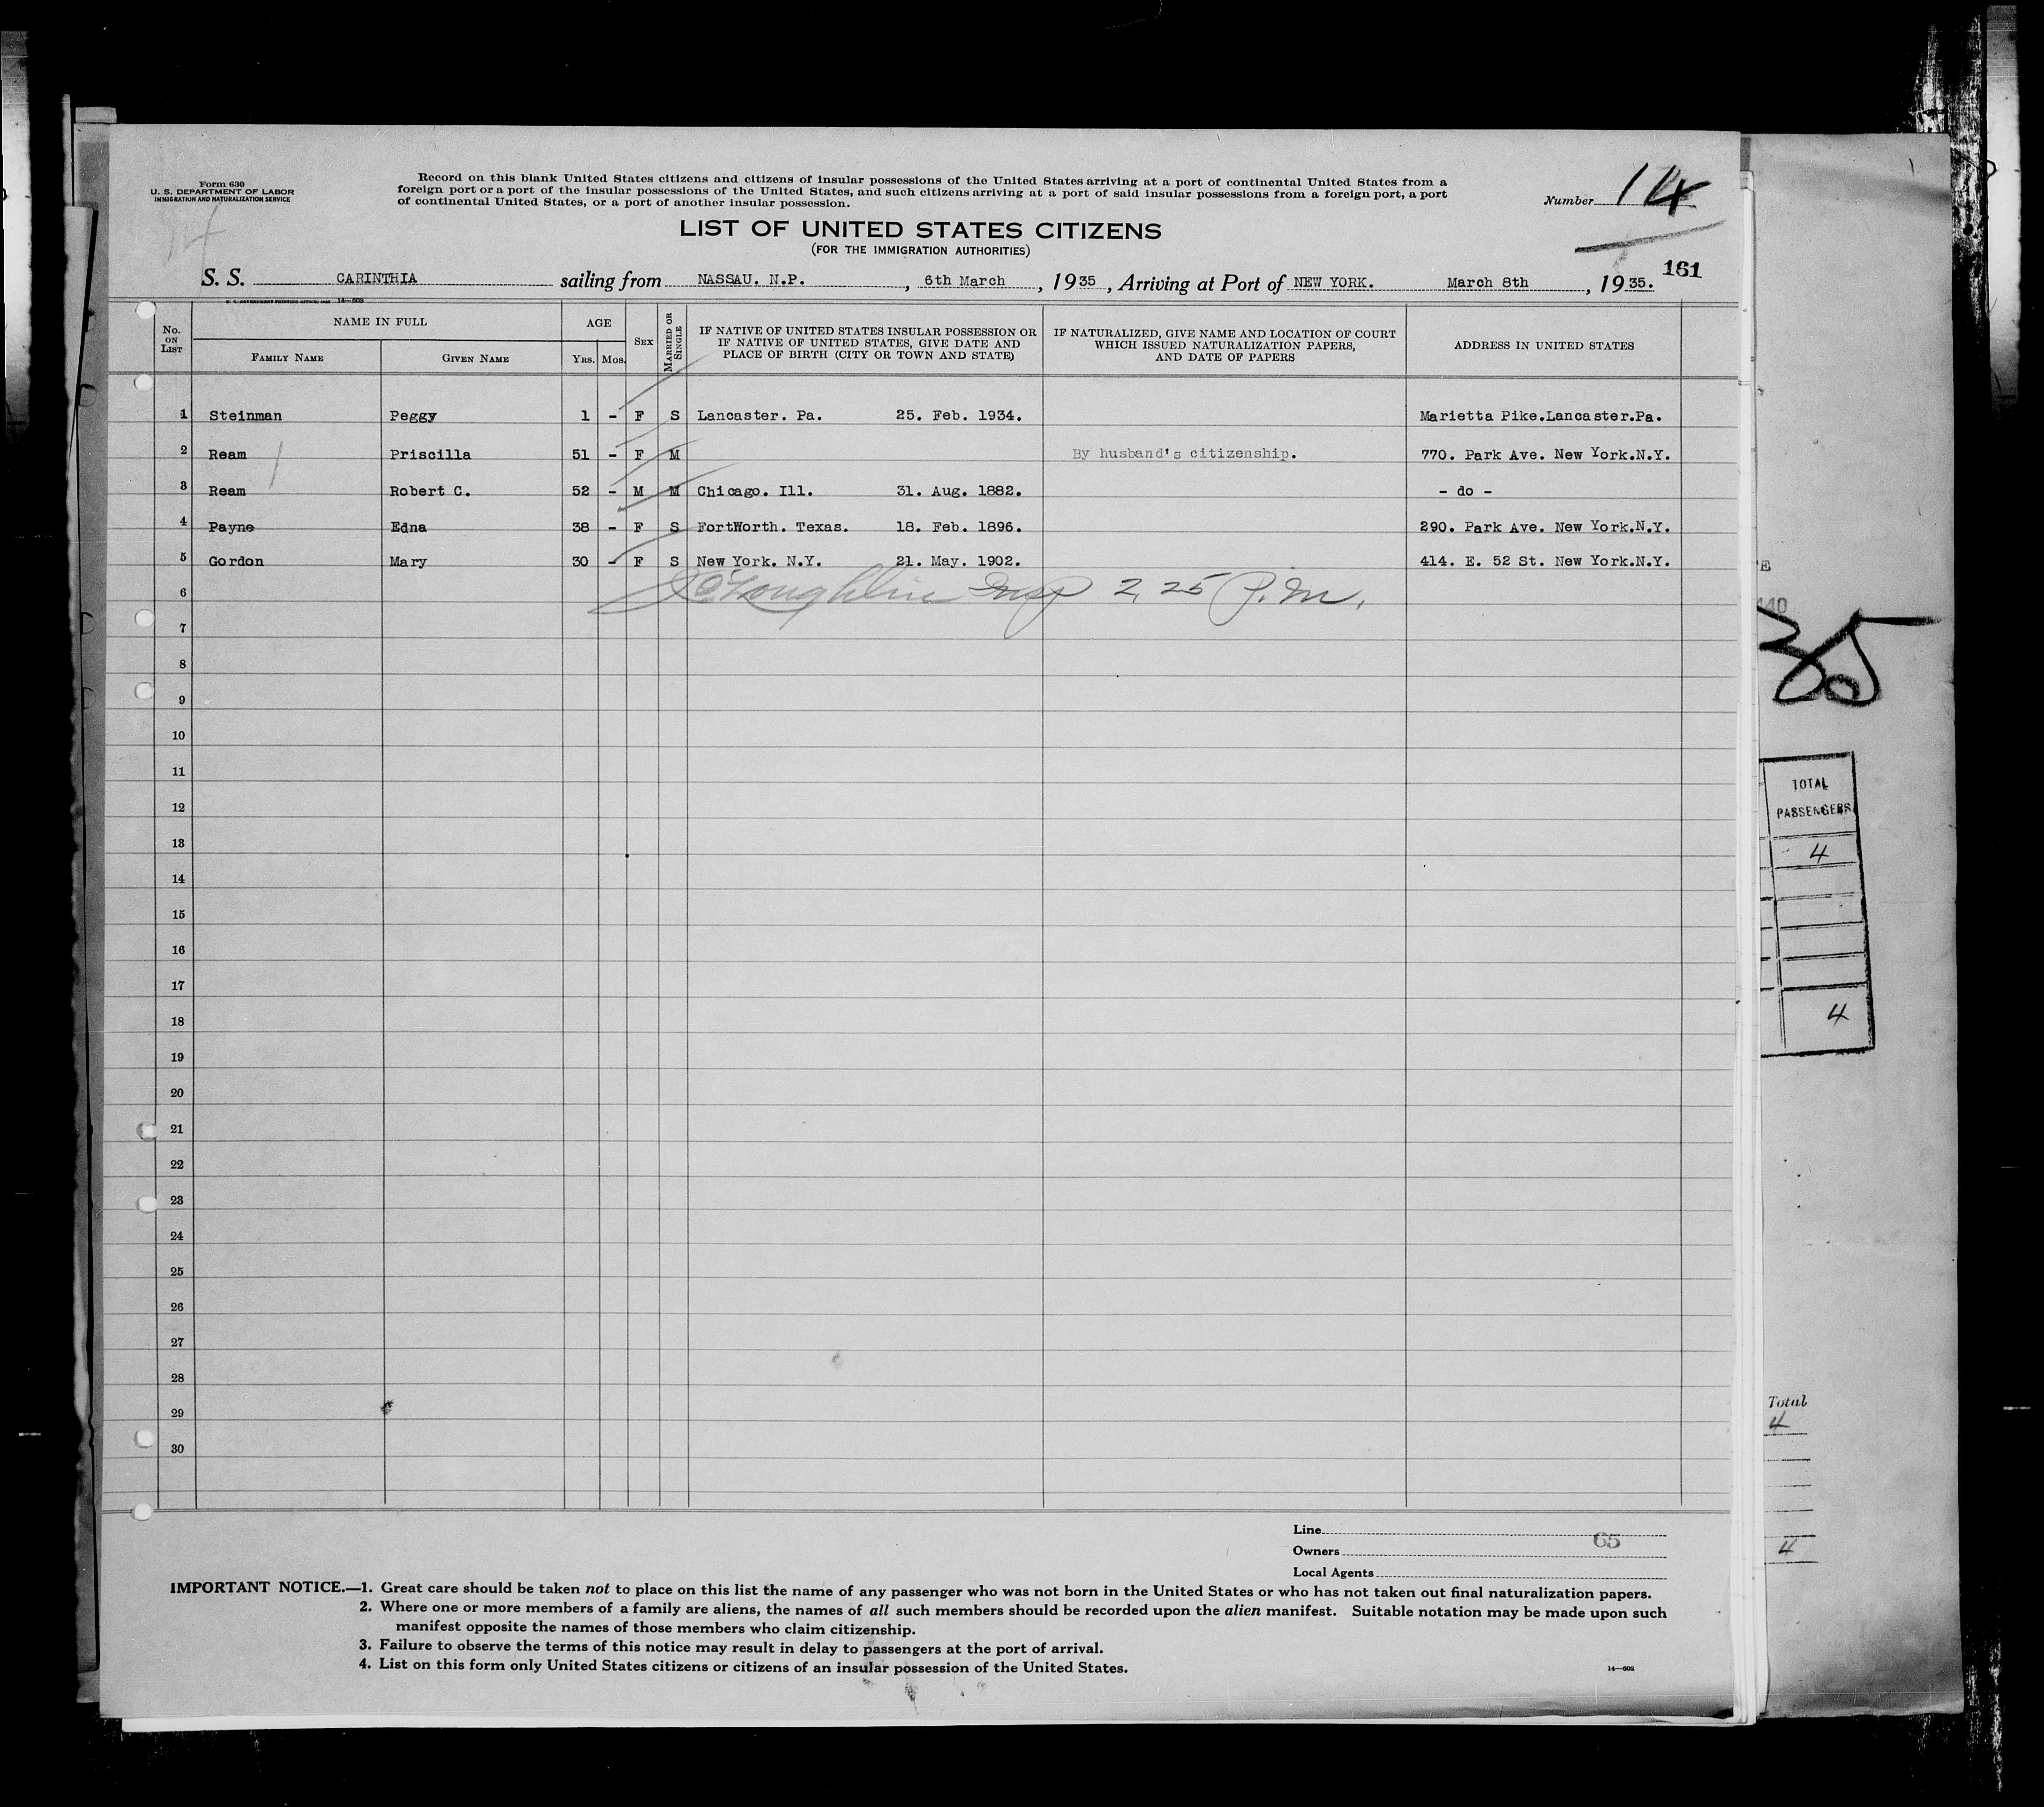 Form 630
U. S. DEPARTMENT OF LABOR
IMMIGRATION AND NATURALIZATION SERVICE
Record on this blank United States citizens and citizens of insular possessions of the United States arriving at a port of continental United States from a
foreign port or a port of the insular possessions of the United States, and such citizens arriving at a port of said insular possessions from a foreign port, a port
of continental United States, or a port of another insular possession.
Number 14
LIST OF UNITED STATES CITIZENS
(FOR THE IMMIGRATION AUTHORITIES)
161
S. S. CARINTHIA sailing from NASSAU. N.P. , 6th March , 1935 , Arriving at Port of NEW YORK. March 8th , 1935.
No. ON LIST
NAME IN FULL
FAMILY NAME
GIVEN NAME
AGE
YRS. MOS.
SEX
MARRIED OR SINGLE
IF NATIVE OF UNITED STATES INSULAR POSSESSION OR
IF NATIVE OF UNITED STATES, GIVE DATE AND
PLACE OF BIRTH (CITY OR TOWN AND STATE)
IF NATURALIZED, GIVE NAME AND LOCATION OF COURT
WHICH ISSUED NATURALIZATION PAPERS,
AND DATE OF PAPERS
ADDRESS IN UNITED STATES
1 Steinman Peggy 1 - F S Lancaster. Pa. 25. Feb. 1934. Marietta Pike.Lancaster.Pa.
2 Ream Priscilla 51 - F M By husband's citizenship. 770. Park Ave. New York.N.Y.
3 Ream Robert C. 52 - M M Chicago. Ill. 31. Aug. 1882. - do -
4 Payne Edna 38 - F S FortWorth. Texas. 18. Feb. 1896. 290. Park Ave. New York.N.Y.
5 Gordon Mary 30 - F S New York. N.Y. 21. May. 1902. 414. E. 52 St. New York.N.Y.
6 O'Loughlin Insp 2,25 P.M.
7
8
9
10
11
12
13
14
15
16
17
18
19
20
21
22
23
24
25
26
27
28
29
30
Line
65
Owners
Local Agents
IMPORTANT NOTICE.—1. Great care should be taken not to place on this list the name of any passenger who was not born in the United States or who has not taken out final naturalization papers.
2. Where one or more members of a family are aliens, the names of all such members should be recorded upon the alien manifest. Suitable notation may be made upon such
manifest opposite the names of those members who claim citizenship.
3. Failure to observe the terms of this notice may result in delay to passengers at the port of arrival.
4. List on this form only United States citizens or citizens of an insular possession of the United States.
14—602
35
TOTAL
PASSENGERS
4
4
Total
4
4